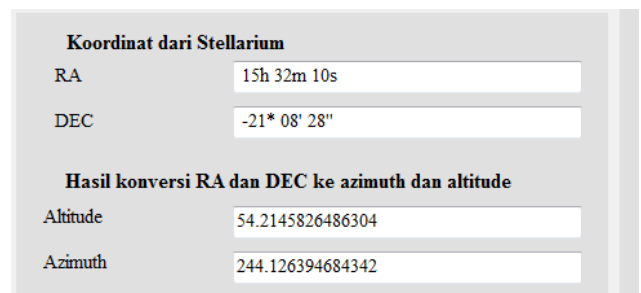 Koordinat dari Stellarium
RA 15h 32m 10s
DEC -21* 08' 28"
Hasil konversi RA dan DEC ke azimuth dan altitude
Altitude 54.2145826486304
Azimuth 244.126394684342